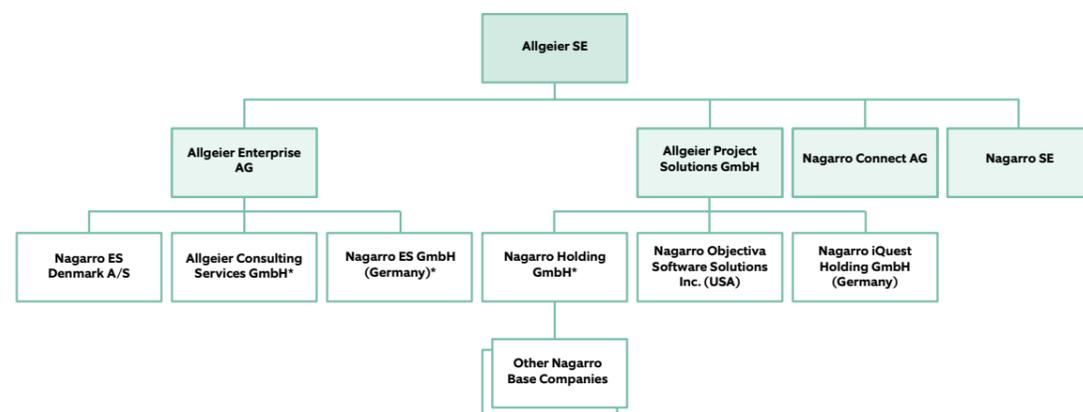 Allgeier SE
Allgeier Enterprise
AG
Allgeier Project
Solutions GmbH
Nagarro Connect AG
Nagarro SE
Nagarro ES
Denmark A/S
Allgeier Consulting
Services GmbH*
Nagarro ES GmbH
(Germany)*
Nagarro Holding
GmbH*
Nagarro Objectiva
Software Solutions
Inc. (USA)
Nagarro iQuest
Holding GmbH
(Germany)
Other Nagarro
Base Companies